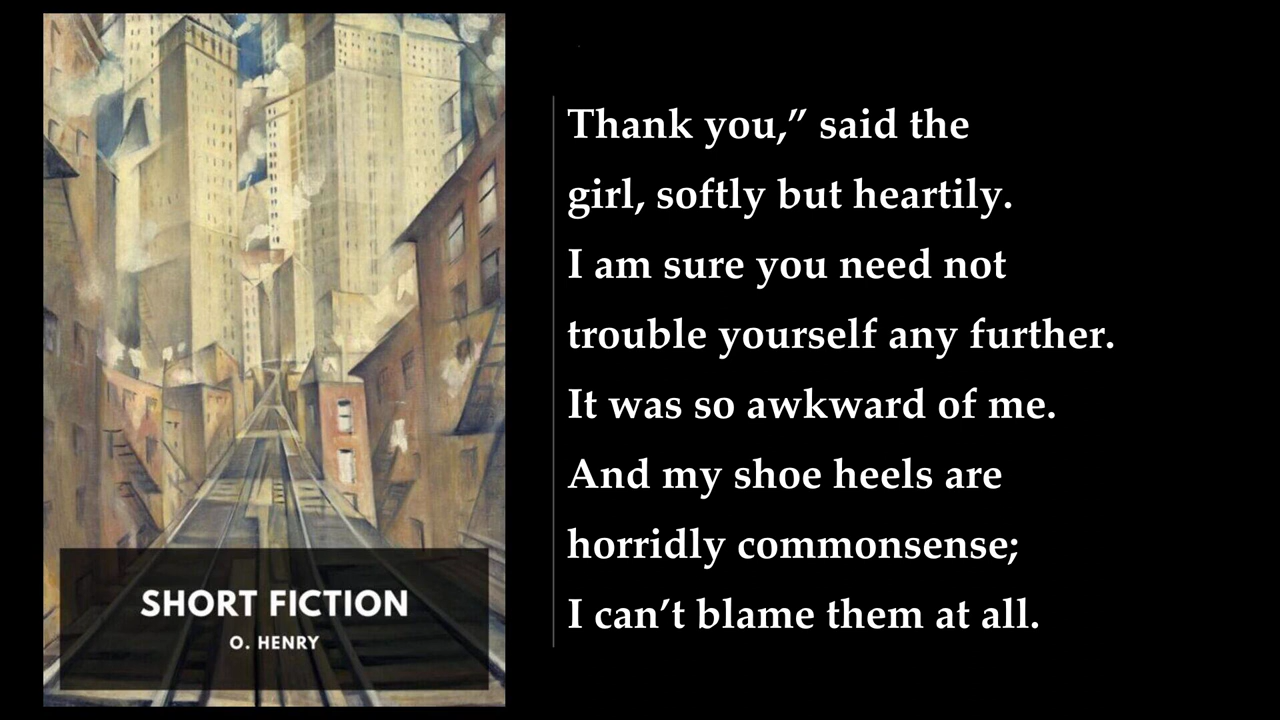 SHORT FICTION
O. HENRY
Thank you,” said the
girl, softly but heartily.
I am sure you need not
trouble yourself any further.
It was so awkward of me.
And my shoe heels are
horridly commonsense;
I can’t blame them at all.